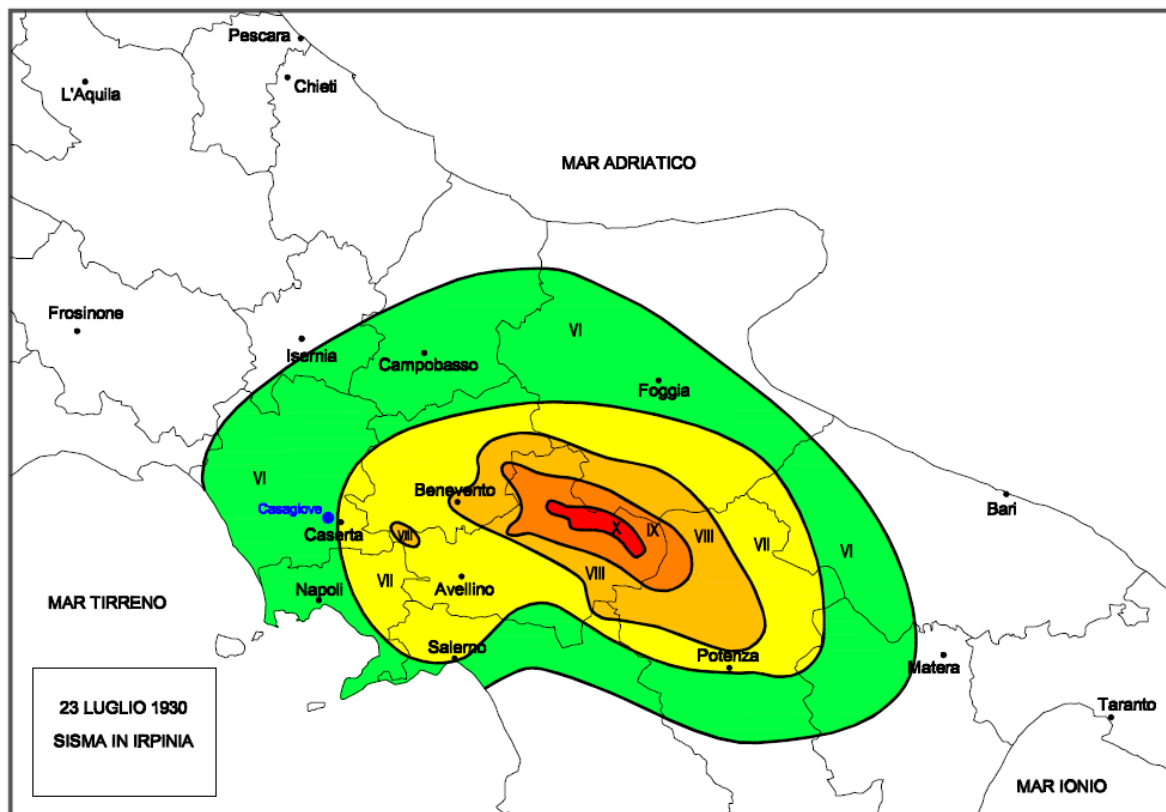 Pescara
Chieti
L'Aquila
MAR ADRIATICO
Frosinone
VI
Isernia
Campobasso
Foggia
VI
Benevento
Casagiove
Caserta
VIII
X
IX
VIII
VII
VI
Bari
VII
VIII
Napoli
Avellino
MAR TIRRENO
Salerno
Potenza
Matera
23 LUGLIO 1930
SISMA IN IRPINIA
Taranto
MAR IONIO